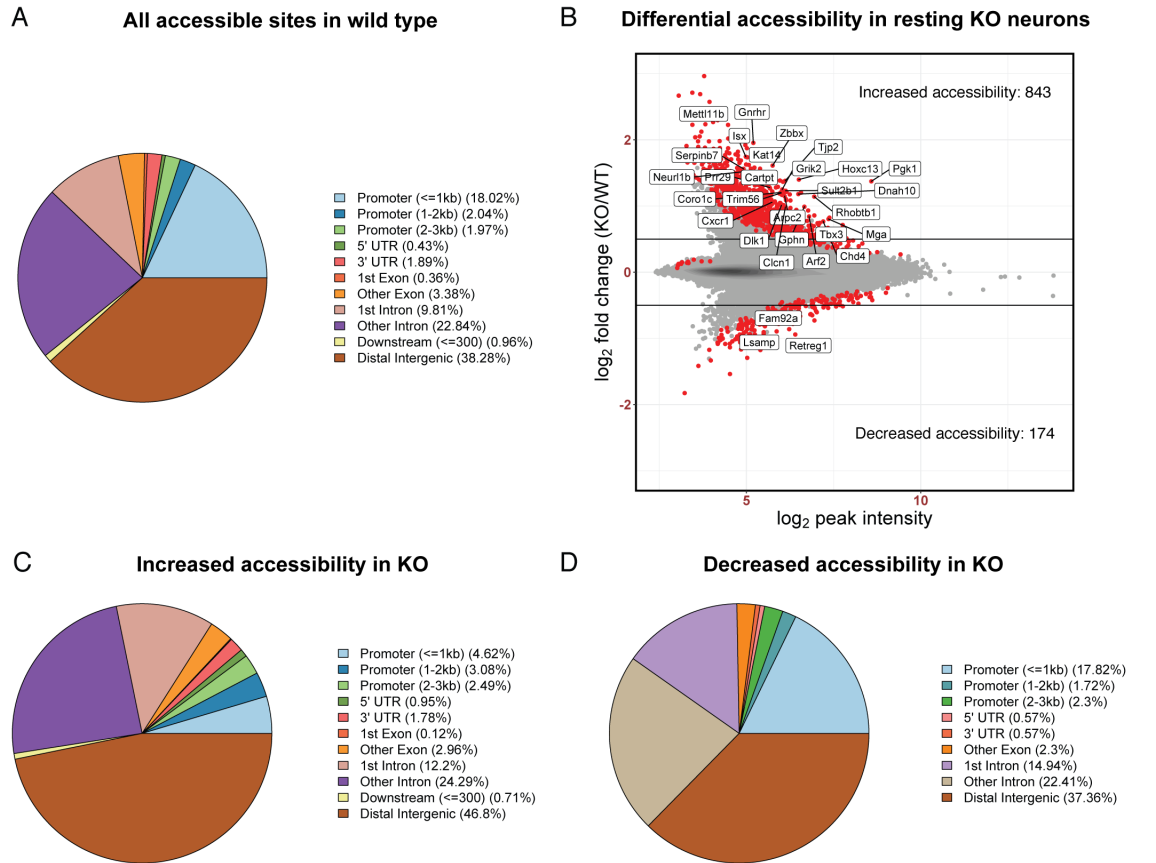 A
All accessible sites in wild type
Promoter (<=1kb) (18.02%)
Promoter (1-2kb) (2.04%)
Promoter (2-3kb) (1.97%)
5' UTR (0.43%)
3' UTR (1.89%)
1st Exon (0.36%)
Other Exon (3.38%)
1st Intron (9.81%)
Other Intron (22.84%)
Downstream (<=300) (0.96%)
Distal Intergenic (38.28%)
B
Differential accessibility in resting KO neurons
log2 fold change (KO/WT)
2
0
-2
Increased accessibility: 843
Mettl11b
Gnrhr
Isx
Zbbx
Serpinb7
Kat14
Tjp2
Neurl1b
Prr29
Cartpt
Grik2
Hoxc13
Pgk1
Coro1c
Trim56
Sult2b1
Dnah10
Cxcr1
Arpc2
Rhobtb1
Dlk1
Gphn
Tbx3
Mga
Clcn1
Arf2
Chd4
Fam92a
Lsamp
Retreg1
Decreased accessibility: 174
5
10
log2 peak intensity
C
Increased accessibility in KO
Promoter (<=1kb) (4.62%)
Promoter (1-2kb) (3.08%)
Promoter (2-3kb) (2.49%)
5' UTR (0.95%)
3' UTR (1.78%)
1st Exon (0.12%)
Other Exon (2.96%)
1st Intron (12.2%)
Other Intron (24.29%)
Downstream (<=300) (0.71%)
Distal Intergenic (46.8%)
D
Decreased accessibility in KO
Promoter (<=1kb) (17.82%)
Promoter (1-2kb) (1.72%)
Promoter (2-3kb) (2.3%)
5' UTR (0.57%)
3' UTR (0.57%)
Other Exon (2.3%)
1st Intron (14.94%)
Other Intron (22.41%)
Distal Intergenic (37.36%)